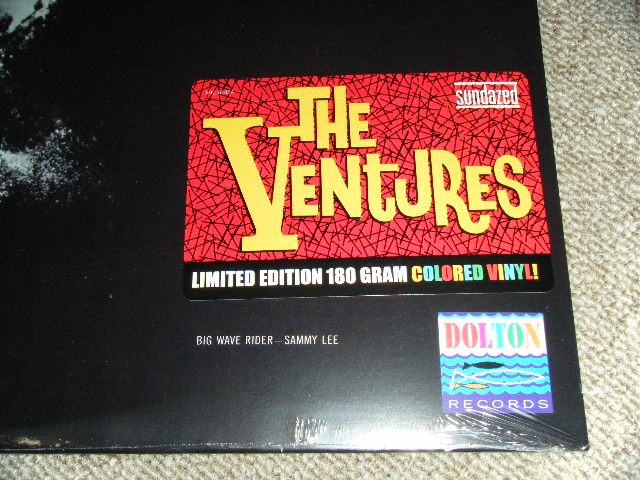 sundazed
THE
VENTURES
LIMITED EDITION 180 GRAM COLORED VINYL!
BIG WAVE RIDER – SAMMY LEE
DOLTON
RECORDS